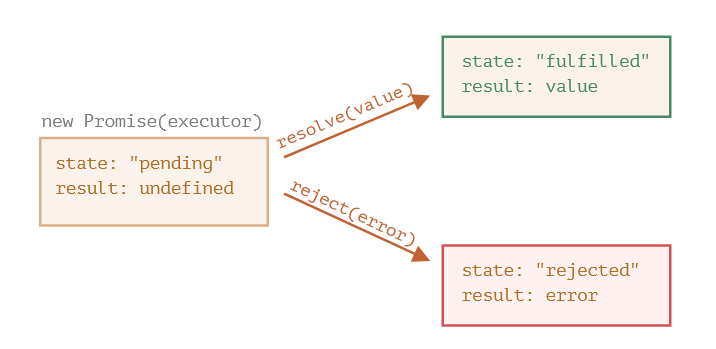 new Promise(executor)
state: "pending"
result: undefined
resolve(value)
reject(error)
state: "fulfilled"
result: value
state: "rejected"
result: error